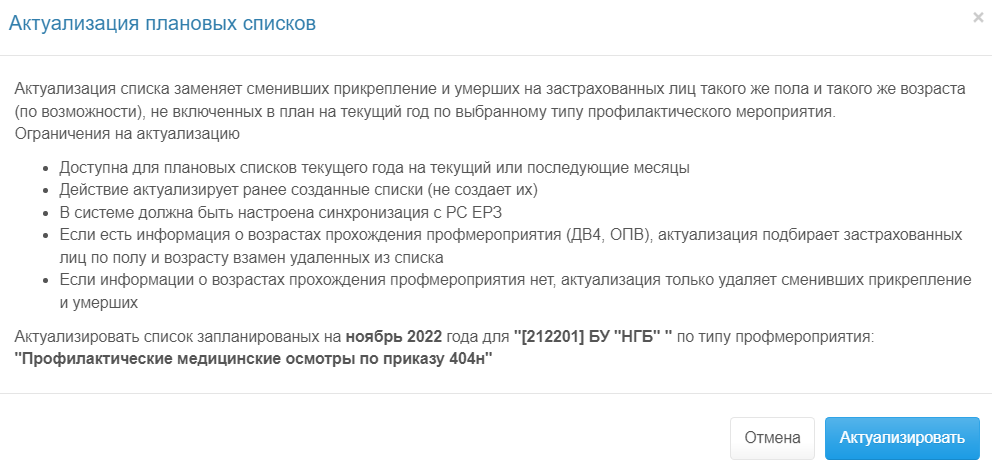 Актуализация плановых списков
×
Актуализация списка заменяет сменивших прикрепление и умерших на застрахованных лиц такого же пола и такого же возраста
(по возможности), не включенных в план на текущий год по выбранному типу профилактического мероприятия.
Ограничения на актуализацию
• Доступна для плановых списков текущего года на текущий или последующие месяцы
• Действие актуализирует ранее созданные списки (не создает их)
• В системе должна быть настроена синхронизация с РС ЕРЗ
• Если есть информация о возрастах прохождения профмероприятия (ДВ4, ОПВ), актуализация подбирает застрахованных
лиц по полу и возрасту взамен удаленных из списка
• Если информации о возрастах прохождения профмероприятия нет, актуализация только удаляет сменивших прикрепление
и умерших
Актуализировать список запланированых на ноябрь 2022 года для "[212201] БУ "НГБ" " по типу профмероприятия:
"Профилактические медицинские осмотры по приказу 404н"
Отмена
Актуализировать